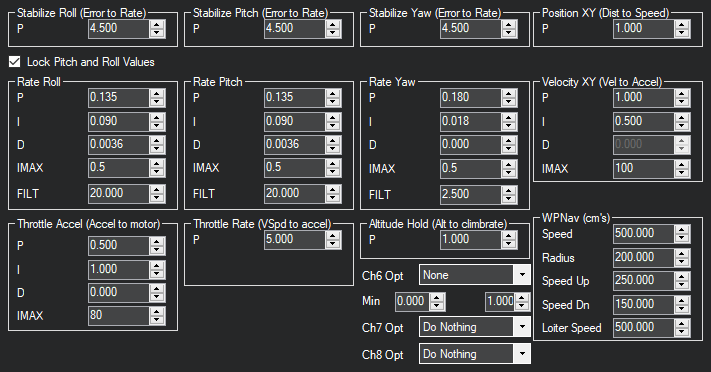 Stabilize Roll (Error to Rate)
P 4.500
Stabilize Pitch (Error to Rate)
P 4.500
Stabilize Yaw (Error to Rate)
P 4.500
Position XY (Dist to Speed)
P 1.000
Lock Pitch and Roll Values
Rate Roll
P 0.135
I 0.090
D 0.0036
IMAX 0.5
FILT 20.000
Rate Pitch
P 0.135
I 0.090
D 0.0036
IMAX 0.5
FILT 20.000
Rate Yaw
P 0.180
I 0.018
D 0.000
IMAX 0.5
FILT 2.500
Velocity XY (Vel to Accel)
P 1.000
I 0.500
D 0.000
IMAX 100
Throttle Accel (Accel to motor)
P 0.500
I 1.000
D 0.000
IMAX 80
Throttle Rate (VSpd to accel)
P 5.000
Altitude Hold (Alt to climbrate)
P 1.000
Ch6 Opt None
Min 0.000 1.000
Ch7 Opt Do Nothing
Ch8 Opt Do Nothing
WPNav (cm's)
Speed 500.000
Radius 200.000
Speed Up 250.000
Speed Dn 150.000
Loiter Speed 500.000